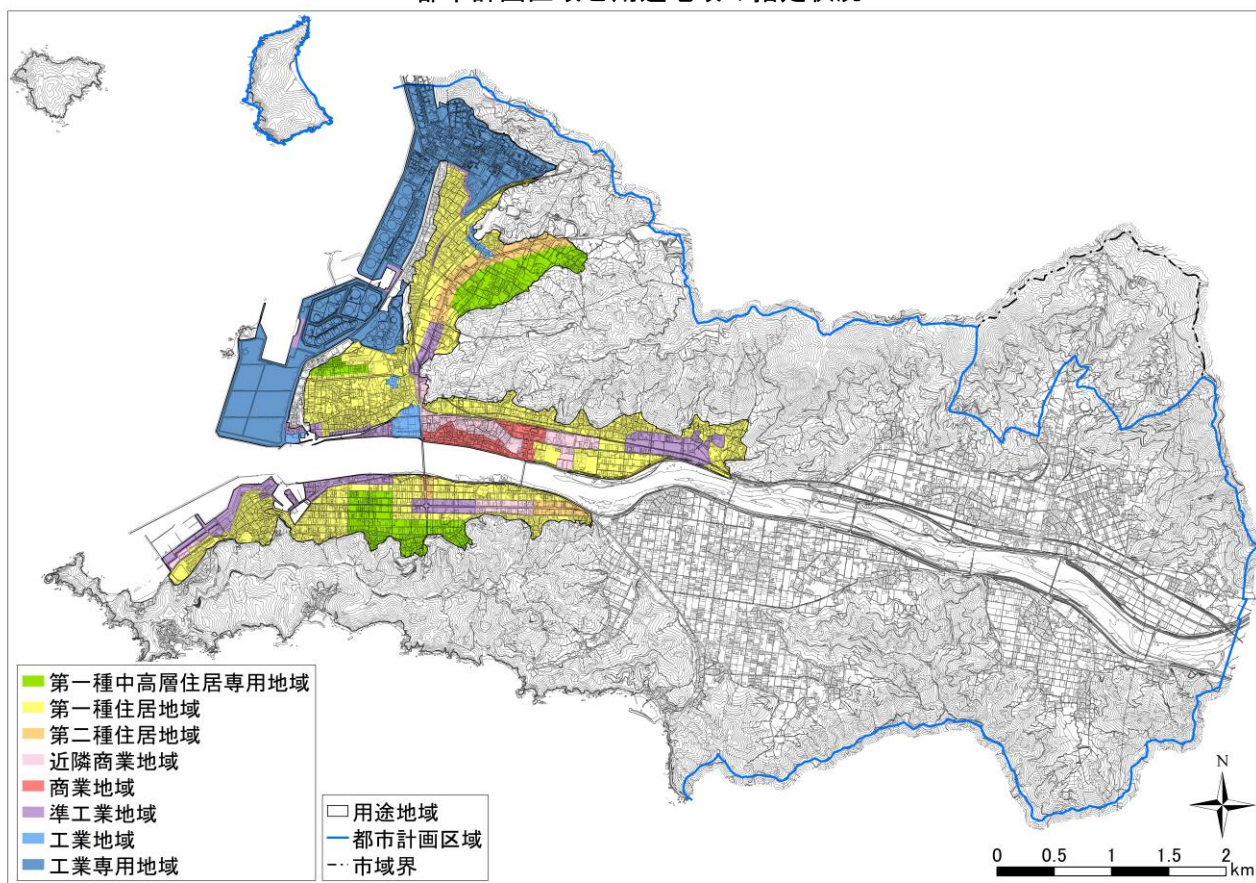 第一種中高層住居専用地域
第一種住居地域
第二種住居地域
近隣商業地域
商業地域
準工業地域
工業地域
工業専用地域
用途地域
都市計画区域
市域界
N
0 0.5 1 1.5 2
km